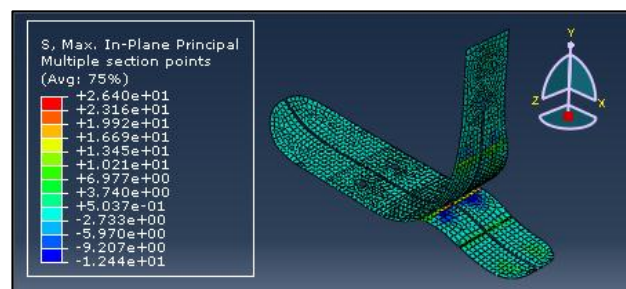 S, Max. In-Plane Principal
Multiple section points
(Avg: 75%)
+2.640e+01
+2.316e+01
+1.992e+01
+1.669e+01
+1.345e+01
+1.021e+01
+6.977e+00
+3.740e+00
+5.037e-01
-2.733e+00
-5.970e+00
-9.207e+00
-1.244e+01
Y
Z
X